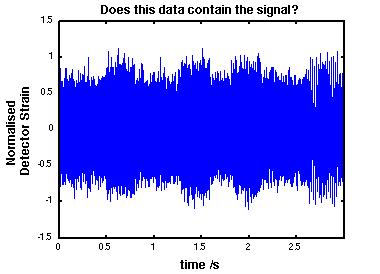 Does this data contain the signal?
1.5
1
0.5
0
-0.5
-1
-1.5
Normalised
Detector Strain
0 0.5 1 1.5 2 2.5
time /s